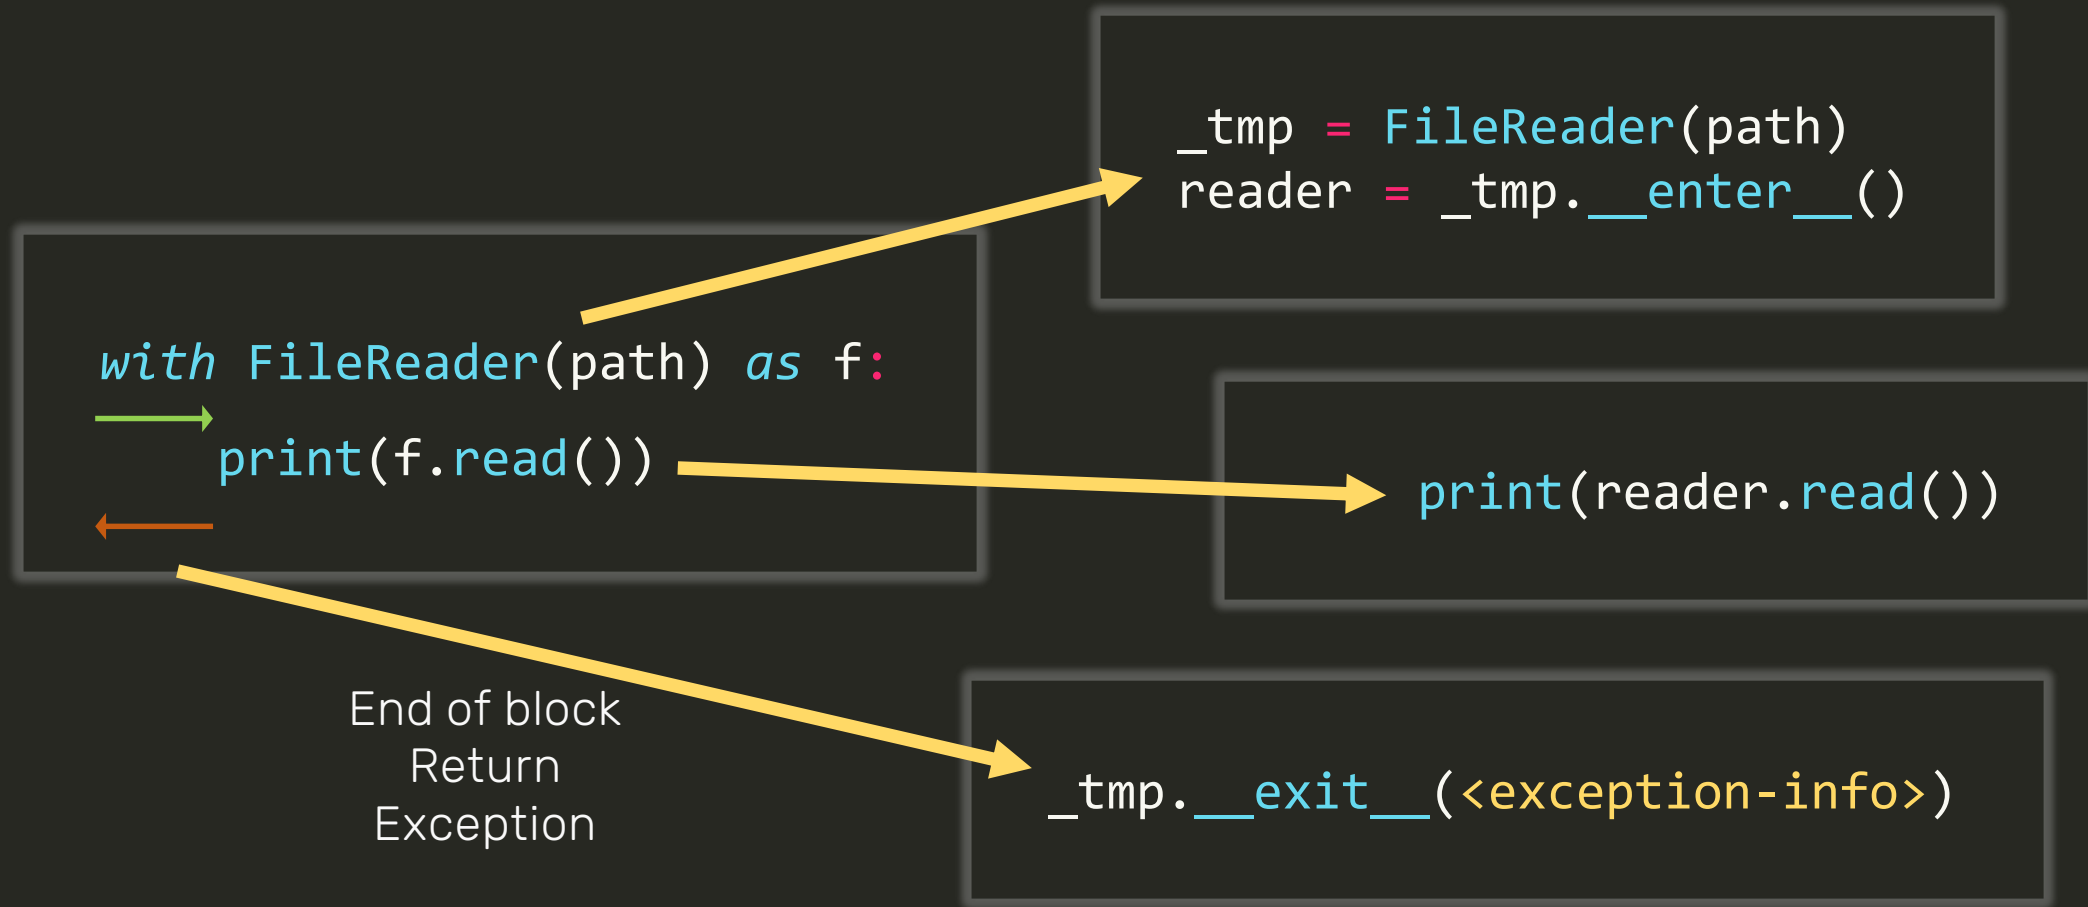 with FileReader(path) as f:
print(f.read())
End of block
Return
Exception
_tmp = FileReader(path)
reader = _tmp.__enter__()
print(reader.read())
_tmp.__exit__(<exception-info>)